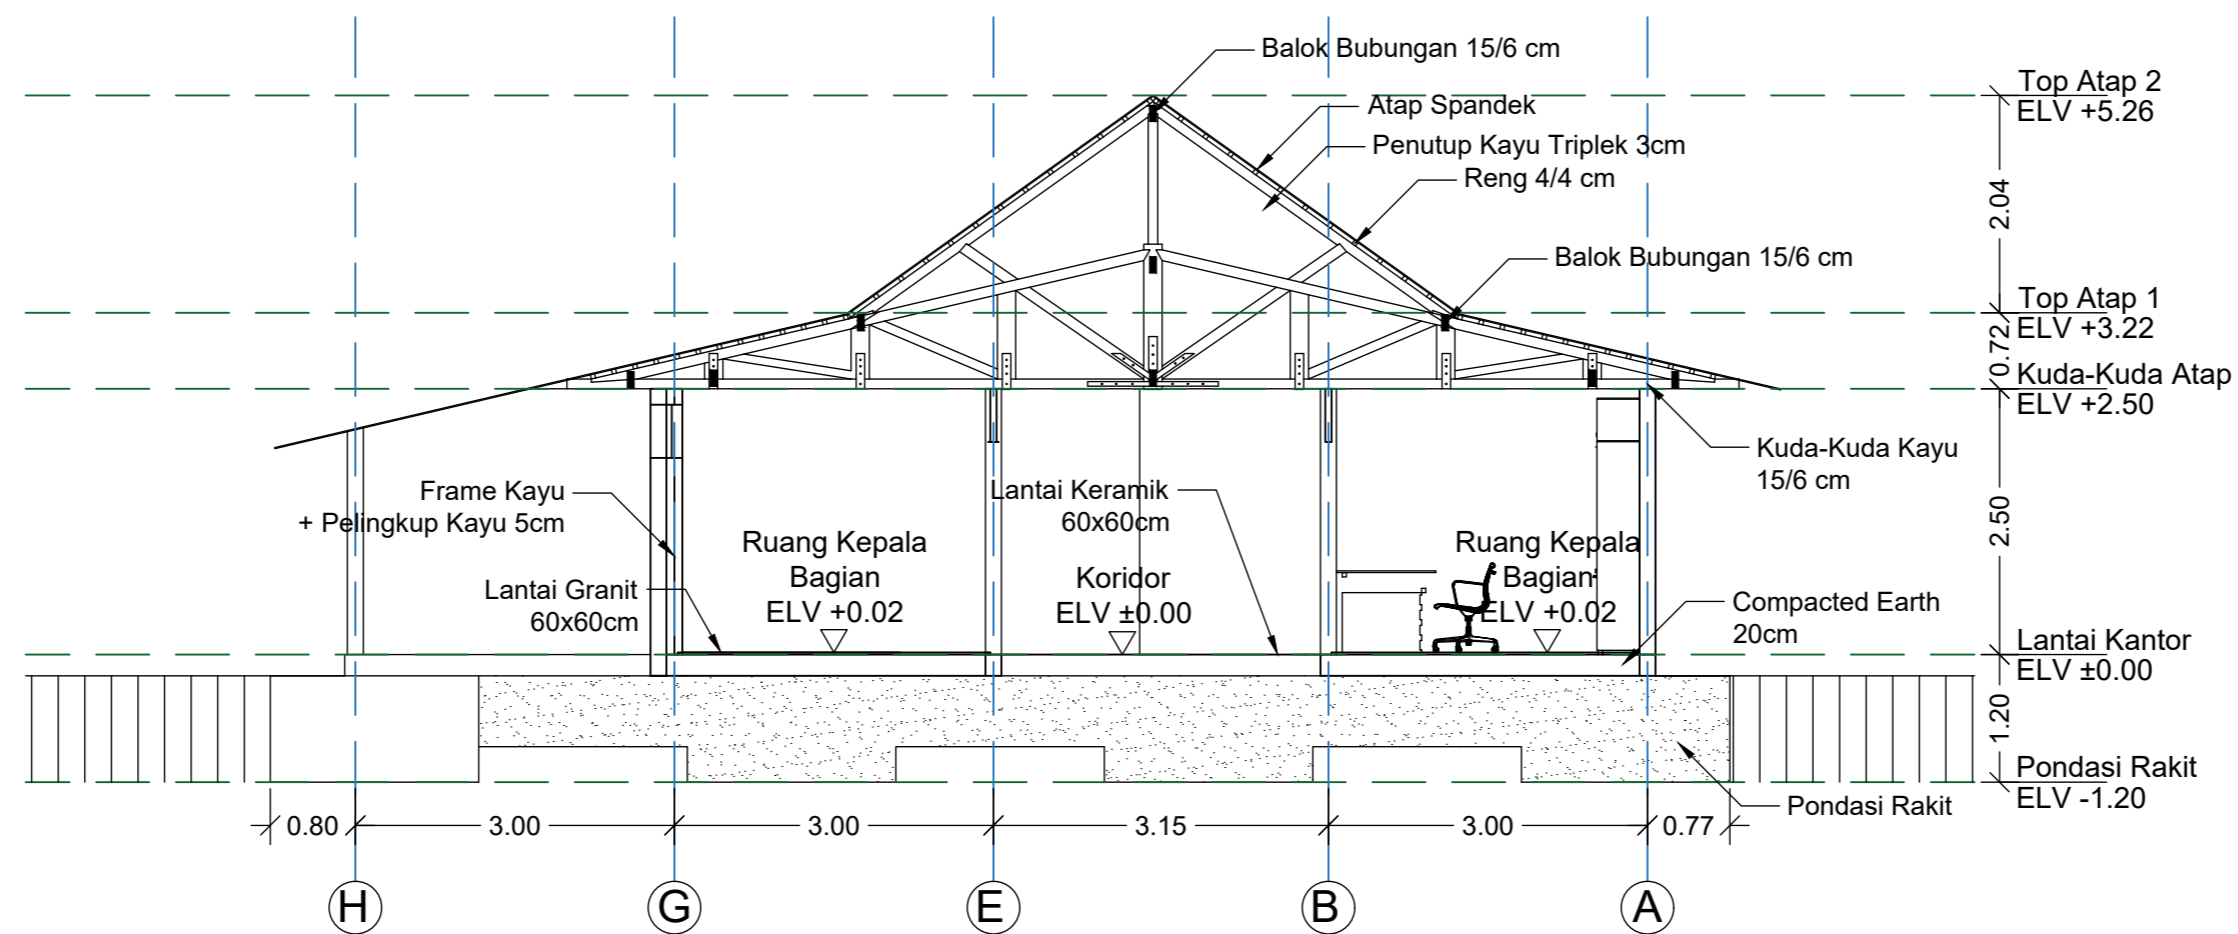 Balok Bubungan 15/6 cm
Top Atap 2
ELV +5.26
Atap Spandek
Penutup Kayu Triplek 3cm
Reng 4/4 cm
2.04
Balok Bubungan 15/6 cm
Top Atap 1
ELV +3.22
0.72
Kuda-Kuda Atap
ELV +2.50
Kuda-Kuda Kayu
15/6 cm
Frame Kayu
+ Pelingkup Kayu 5cm
Lantai Keramik
60x60cm
2.50
Ruang Kepala
Bagian
ELV +0.02
Koridor
ELV ±0.00
Ruang Kepala
Bagian
ELV +0.02
Lantai Granit
60x60cm
Compacted Earth
20cm
Lantai Kantor
ELV ±0.00
1.20
Pondasi Rakit
ELV -1.20
Pondasi Rakit
0.80
3.00
3.00
3.15
3.00
0.77
H
G
E
B
A